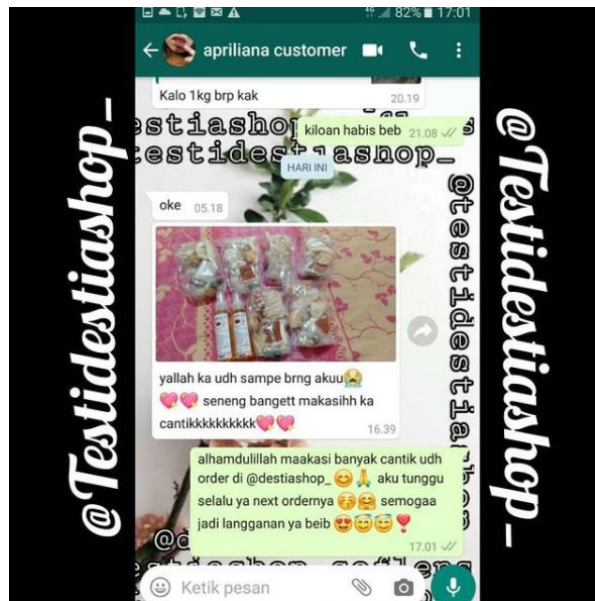 4G 82% 17:01
apriliana customer
Kalo 1kg brp kak
20.19
kiloan habis beb 21.08
HARI INI
oke 05.18
yallah ka udh sampe brng akuu😭
💖💖 seneng bangett makasihh ka
cantikkkkkkkkkk💖💖
16.39
alhamdulillah maakasi banyak cantik udh
order di @destiashop_ 😊🙏 aku tunggu
selalu ya next ordernya 😚🤗 semogaa
jadi langganan ya beib 😍😇😇❣️
17.01
Ketik pesan
@Testidestiashop_
@Testidestiashop_
@testidestiashop
testidestiashop_